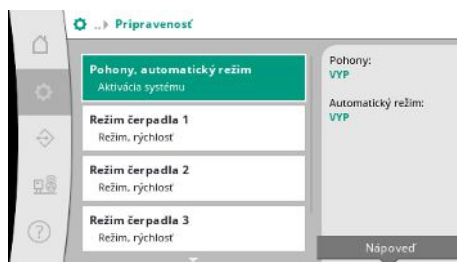 ..▸ Pripravenosť
Pohony, automatický režim
Aktivácia systému
Režim čerpadla 1
Režim, rýchlosť
Režim čerpadla 2
Režim, rýchlosť
Režim čerpadla 3
Režim, rýchlosť
Pohony:
VYP
Automatický režim:
VYP
Nápoveď